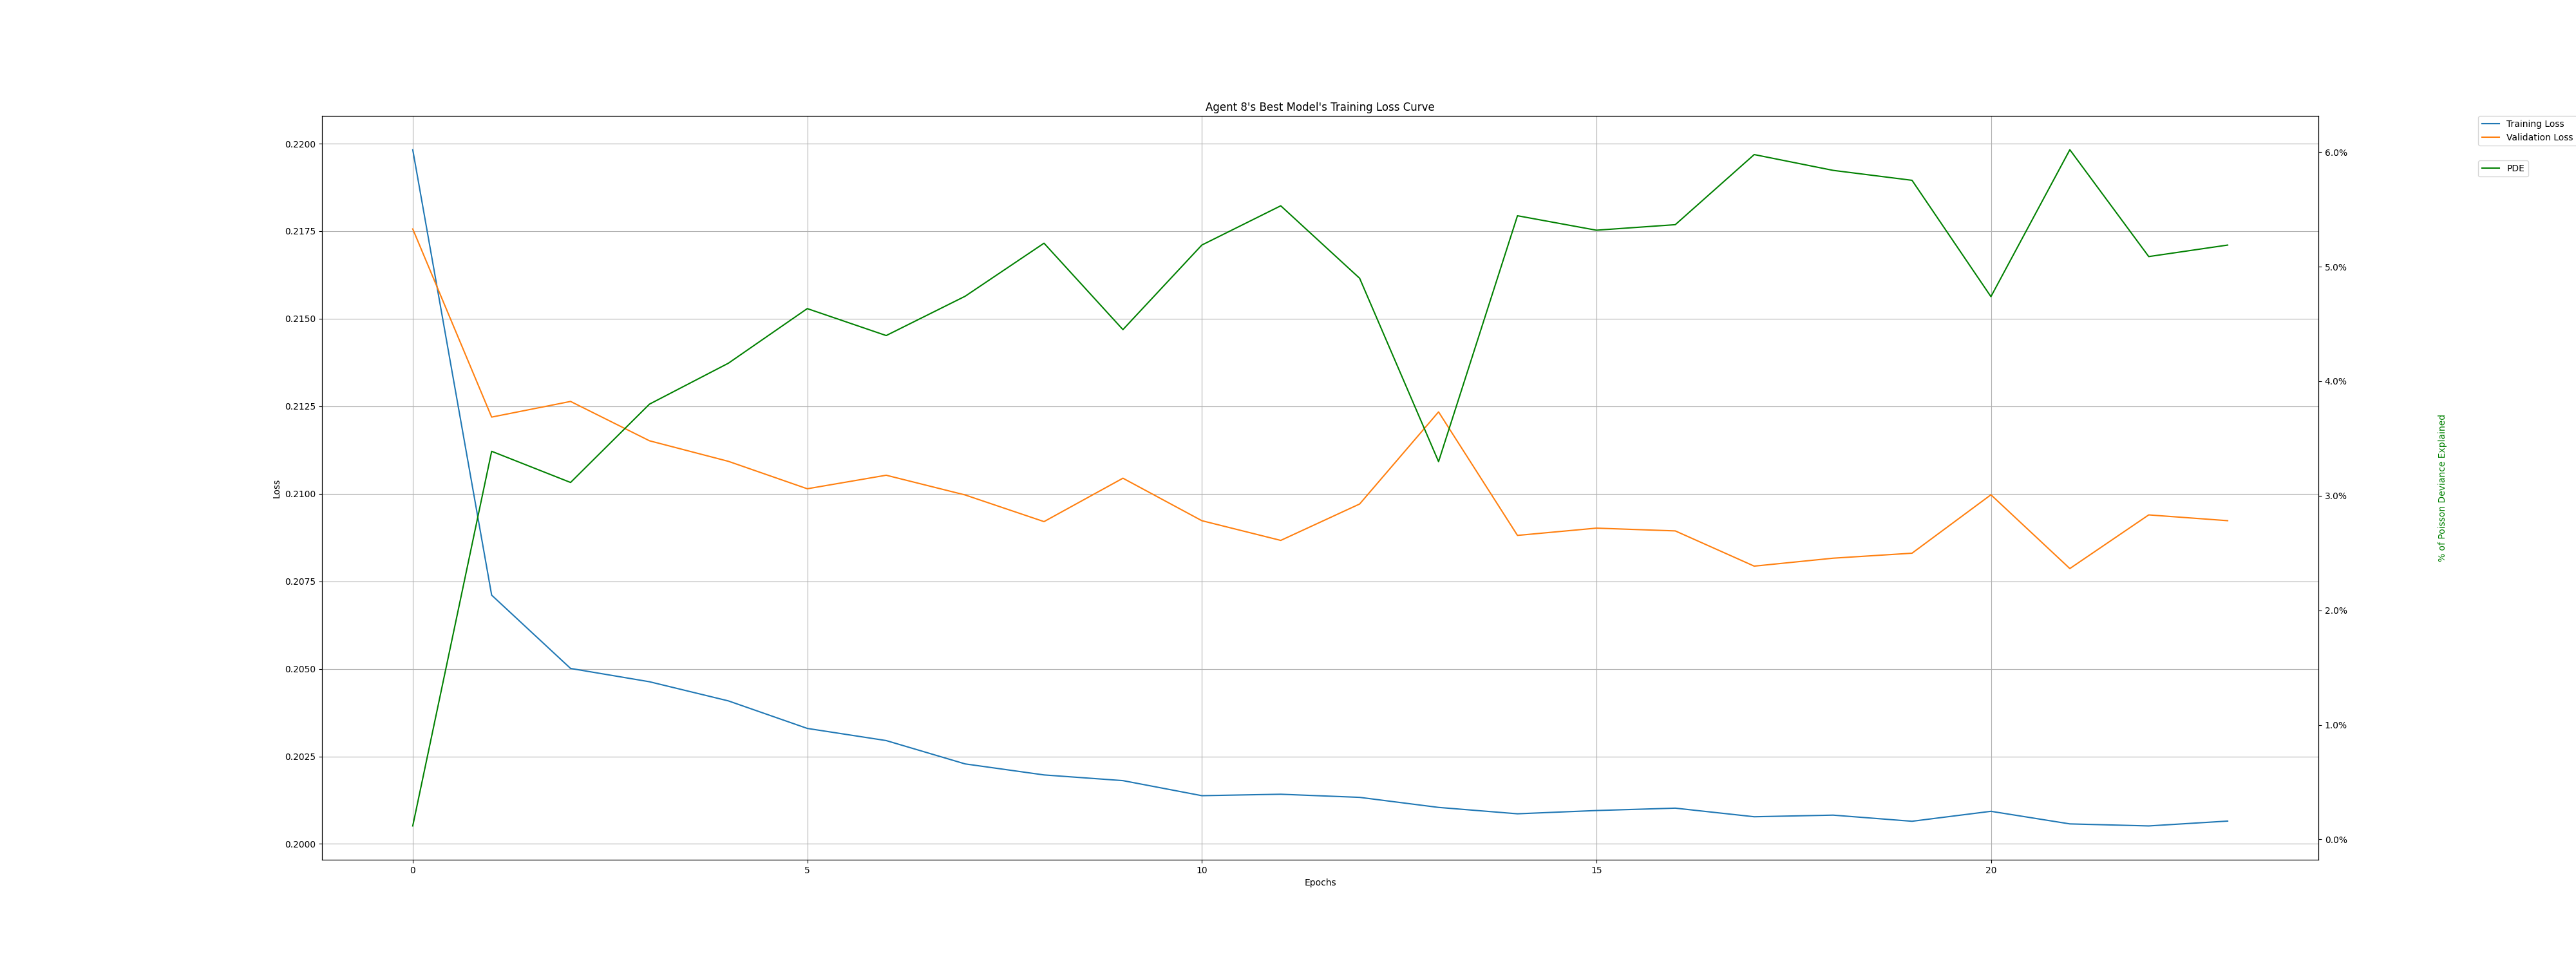 Agent 8's Best Model's Training Loss Curve
Training Loss
Validation Loss
PDE
0.2200
0.2175
0.2150
0.2125
0.2100
0.2075
0.2050
0.2025
0.2000
Loss
6.0%
5.0%
4.0%
3.0%
2.0%
1.0%
0.0%
% of Poisson Deviance Explained
0 5 10 15 20
Epochs